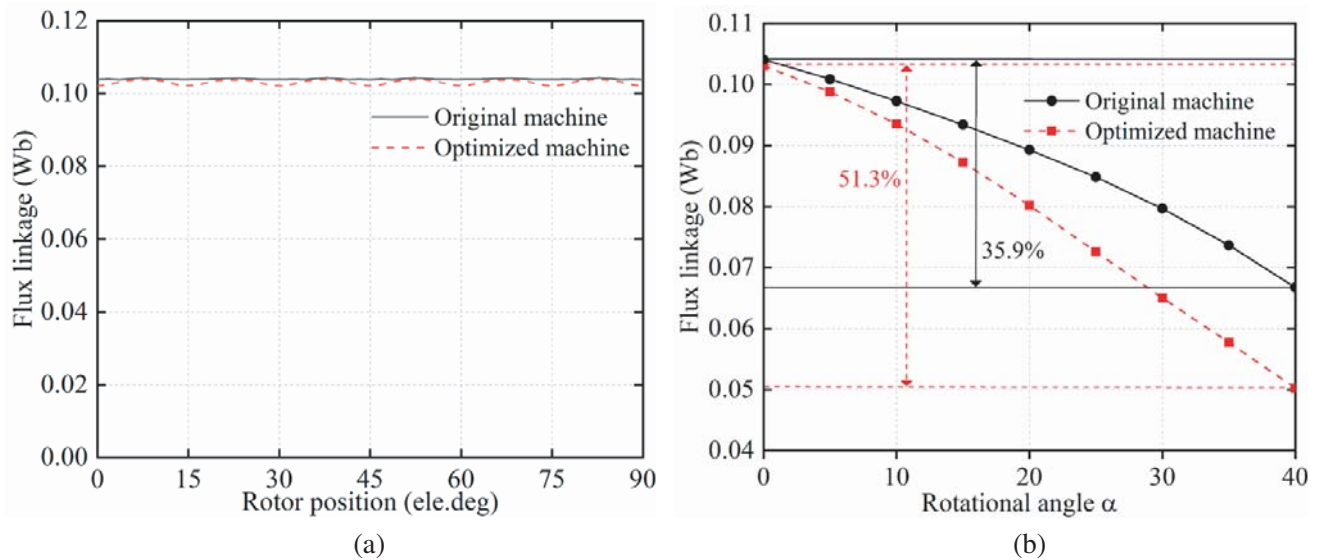 0.12
0.10
0.08
0.06
0.04
0.02
0.00
Flux linkage (Wb)
Original machine
Optimized machine
0 15 30 45 60 75 90
Rotor position (ele.deg)
(a)
0.11
0.10
0.09
0.08
0.07
0.06
0.05
0.04
Flux linkage (Wb)
Original machine
Optimized machine
51.3%
35.9%
0 10 20 30 40
Rotational angle α
(b)